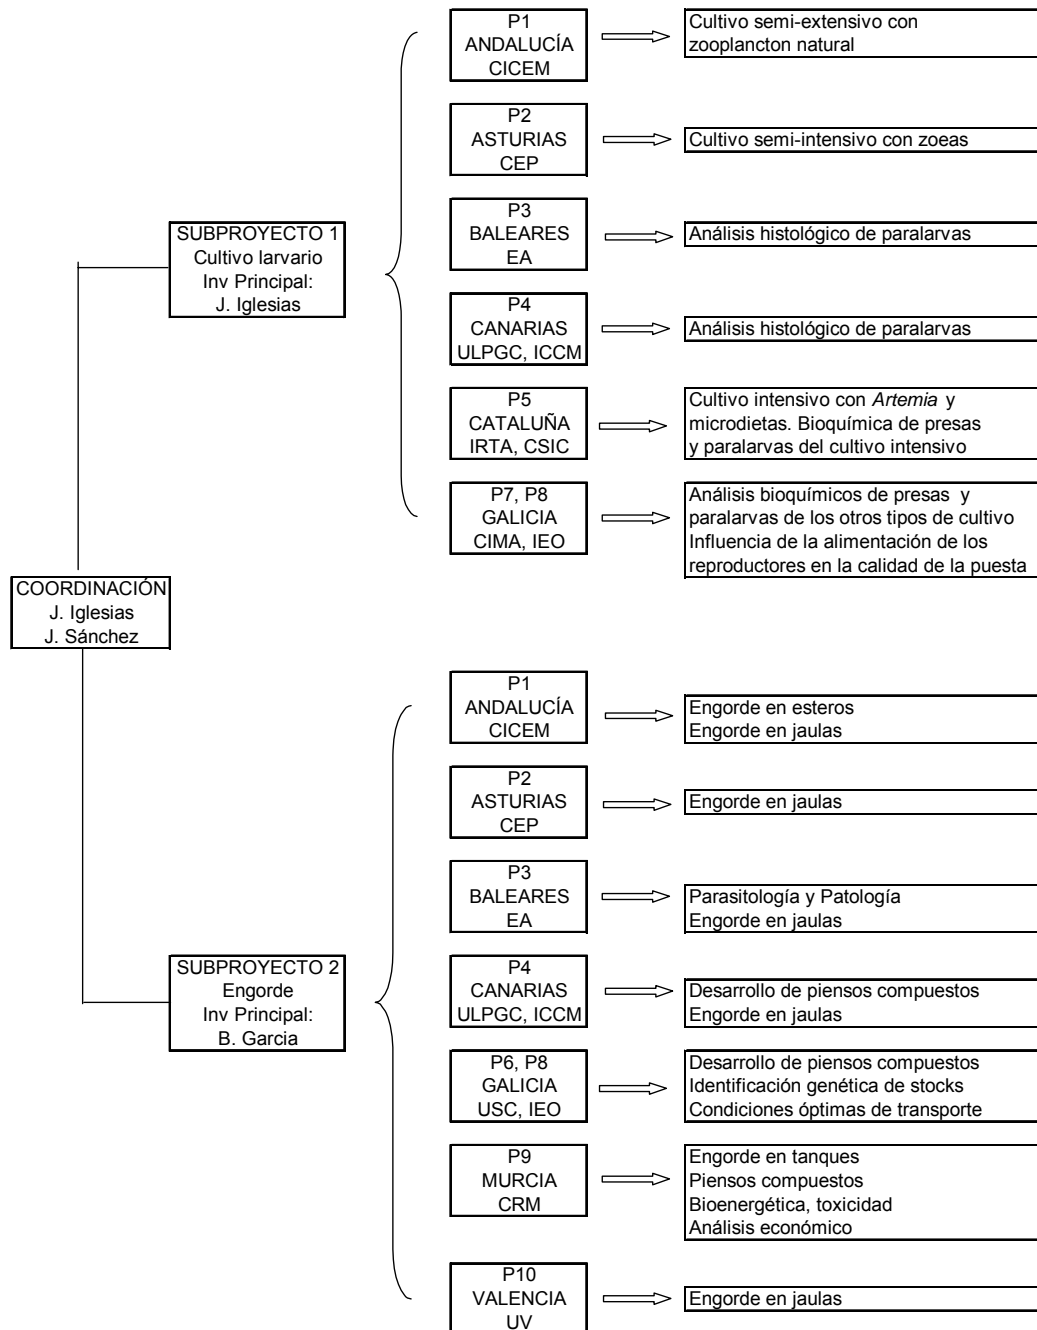 COORDINACIÓN
J. Iglesias
J. Sánchez
SUBPROYECTO 1
Cultivo larvario
Inv Principal:
J. Iglesias
P1
ANDALUCÍA
CICEM
Cultivo semi-extensivo con
zooplancton natural
P2
ASTURIAS
CEP
Cultivo semi-intensivo con zoeas
P3
BALEARES
EA
Análisis histológico de paralarvas
P4
CANARIAS
ULPGC, ICCM
Análisis histológico de paralarvas
P5
CATALUÑA
IRTA, CSIC
Cultivo intensivo con Artemia y
microdietas. Bioquímica de presas
y paralarvas del cultivo intensivo
P7, P8
GALICIA
CIMA, IEO
Análisis bioquímicos de presas y
paralarvas de los otros tipos de cultivo
Influencia de la alimentación de los
reproductores en la calidad de la puesta
SUBPROYECTO 2
Engorde
Inv Principal:
B. Garcia
P1
ANDALUCÍA
CICEM
Engorde en esteros
Engorde en jaulas
P2
ASTURIAS
CEP
Engorde en jaulas
P3
BALEARES
EA
Parasitología y Patología
Engorde en jaulas
P4
CANARIAS
ULPGC, ICCM
Desarrollo de piensos compuestos
Engorde en jaulas
P6, P8
GALICIA
USC, IEO
Desarrollo de piensos compuestos
Identificación genética de stocks
Condiciones óptimas de transporte
P9
MURCIA
CRM
Engorde en tanques
Piensos compuestos
Bioenergética, toxicidad
Análisis económico
P10
VALENCIA
UV
Engorde en jaulas